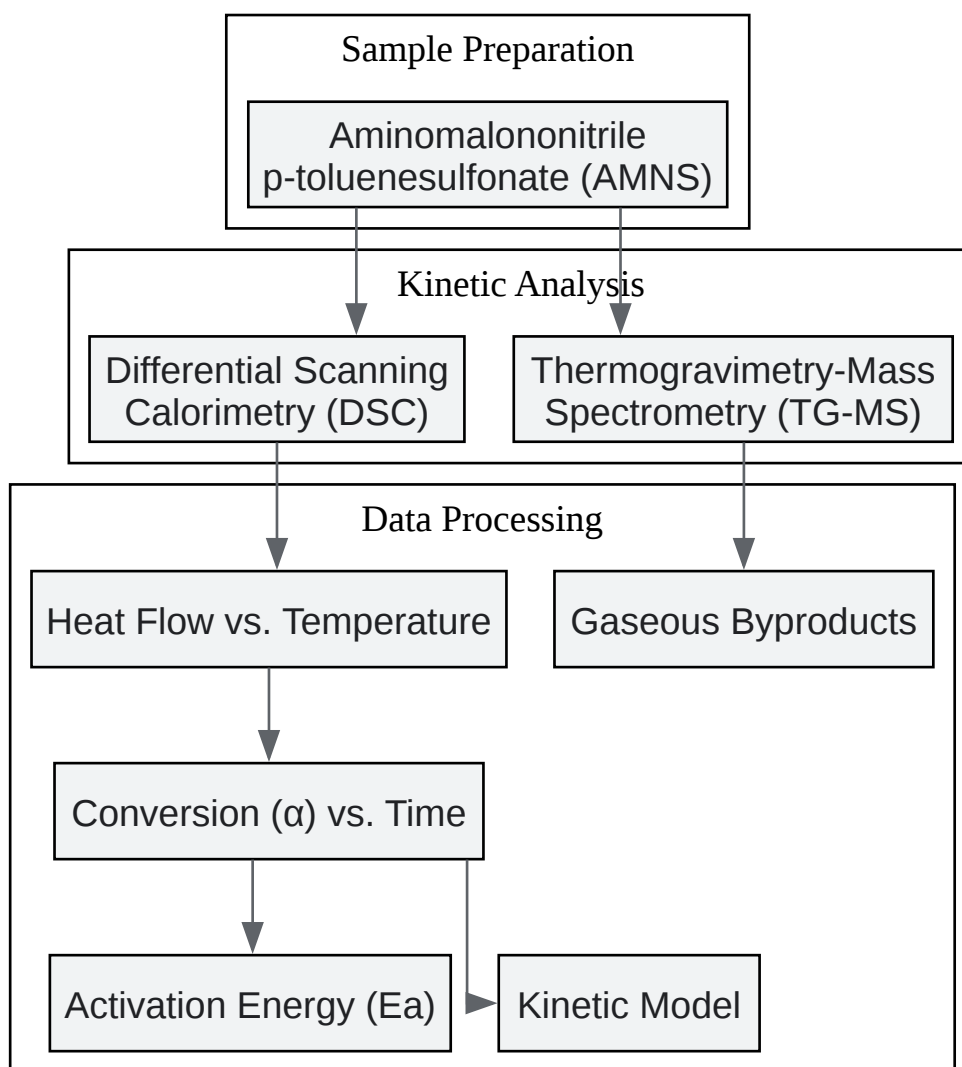 Sample Preparation
Aminomalononitrile
p-toluenesulfonate (AMNS)
Kinetic Analysis
Differential Scanning
Calorimetry (DSC)
Thermogravimetry-Mass
Spectrometry (TG-MS)
Data Processing
Heat Flow vs. Temperature
Gaseous Byproducts
Conversion (α) vs. Time
Activation Energy (Ea)
Kinetic Model